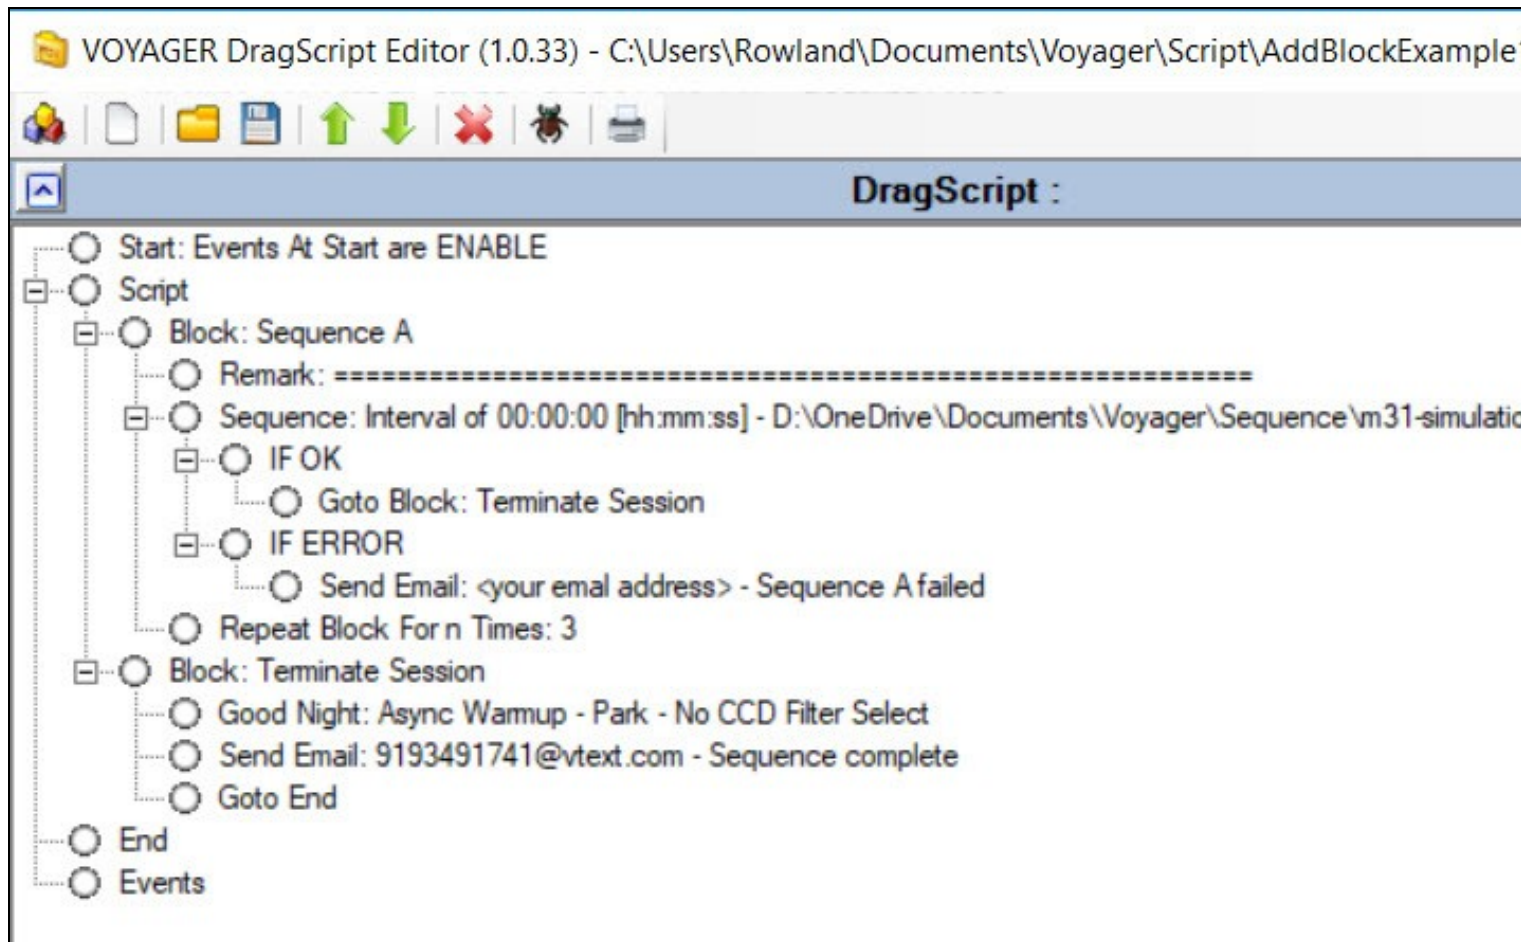 VOYAGER DragScript Editor (1.0.33) - C:\Users\Rowland\Documents\Voyager\Script\AddBlockExample
DragScript :
Start: Events At Start are ENABLE
Script
Block: Sequence A
Remark: ==========================================================
Sequence: Interval of 00:00:00 [hh:mm:ss] - D:\OneDrive\Documents\Voyager\Sequence\m31-simulatio
IF OK
Goto Block: Terminate Session
IF ERROR
Send Email: <your emal address> - Sequence A failed
Repeat Block For n Times: 3
Block: Terminate Session
Good Night: Async Warmup - Park - No CCD Filter Select
Send Email: 9193491741@vtext.com - Sequence complete
Goto End
End
Events